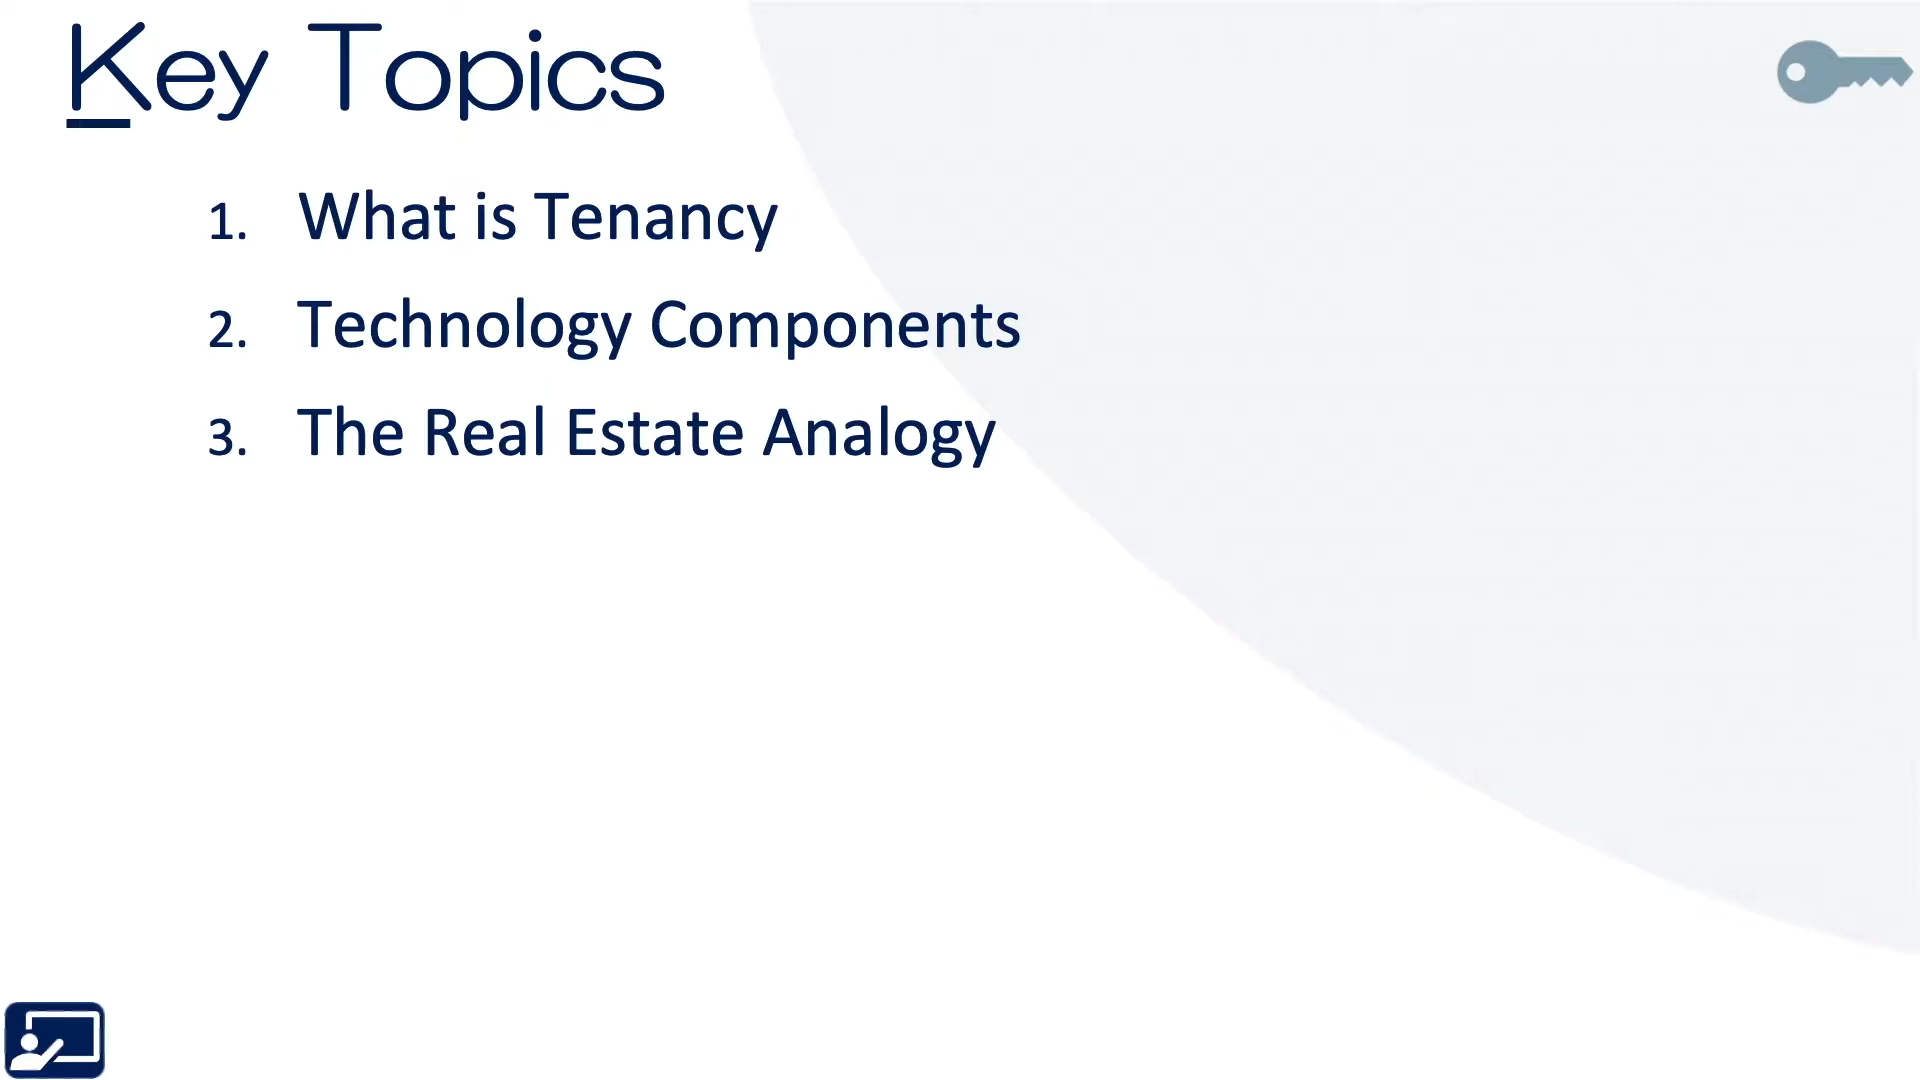 Key Topics
1. What is Tenancy
2. Technology Components
3. The Real Estate Analogy